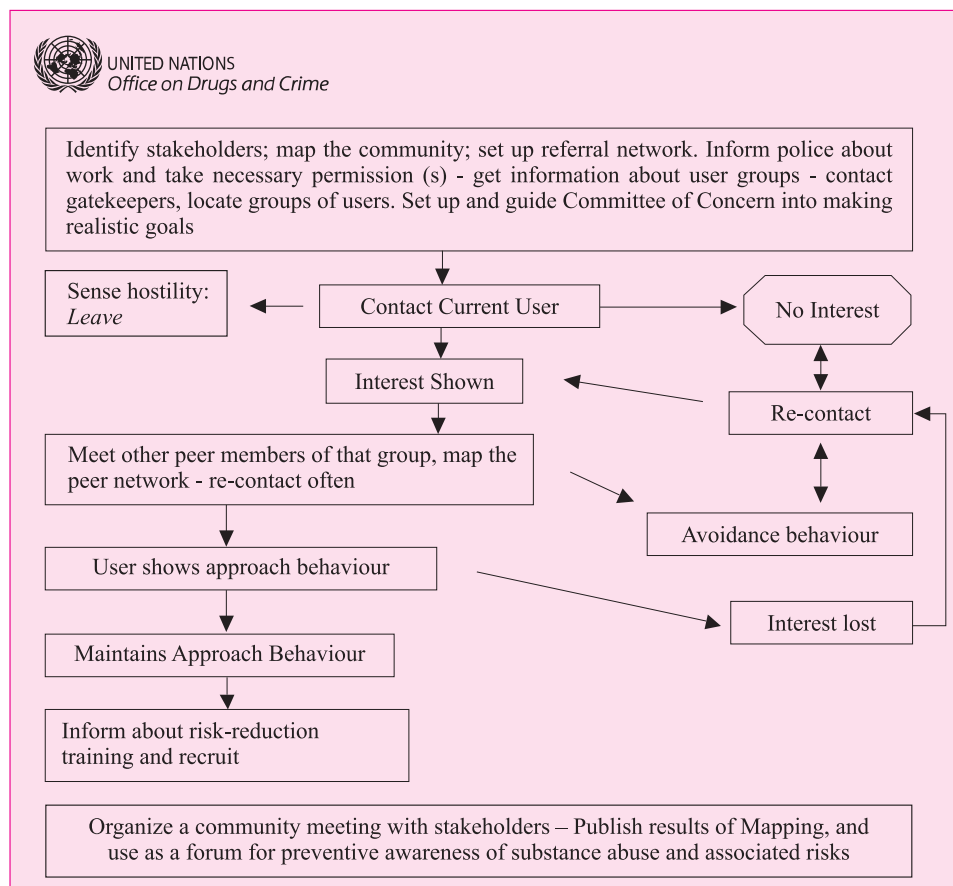 UNITED NATIONS
Office on Drugs and Crime
Identify stakeholders; map the community; set up referral network. Inform police about
work and take necessary permission (s) - get information about user groups - contact
gatekeepers, locate groups of users. Set up and guide Committee of Concern into making
realistic goals
Sense hostility:
Leave
Contact Current User
No Interest
Interest Shown
Re-contact
Meet other peer members of that group, map the
peer network - re-contact often
Avoidance behaviour
User shows approach behaviour
Interest lost
Maintains Approach Behaviour
Inform about risk-reduction
training and recruit
Organize a community meeting with stakeholders – Publish results of Mapping, and
use as a forum for preventive awareness of substance abuse and associated risks